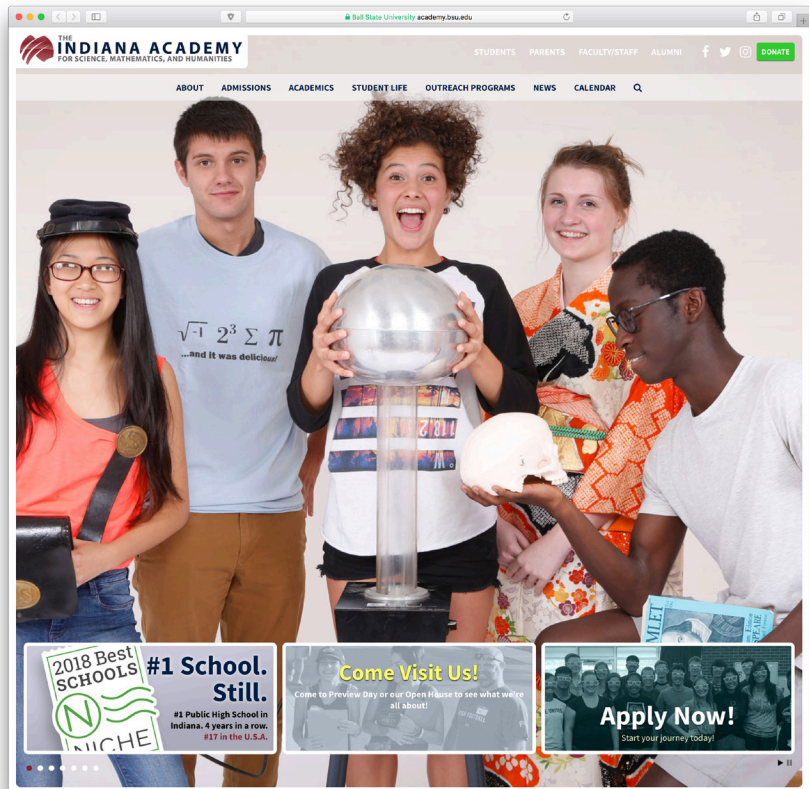 Ball State University academy.bsu.edu
THE
INDIANA ACADEMY
FOR SCIENCE, MATHEMATICS, AND HUMANITIES
STUDENTS PARENTS FACULTY/STAFF ALUMNI DONATE
ABOUT ADMISSIONS ACADEMICS STUDENT LIFE OUTREACH PROGRAMS NEWS CALENDAR
√-1 2³ Σ π
...and it was delicious!
MLET
2018 Best
SCHOOLS
N
NICHE
#1 School.
Still.
#1 Public High School in
Indiana. 4 years in a row.
#17 in the U.S.A.
Come Visit Us!
Come to Preview Day or our Open House to see what we're
all about!
Apply Now!
Start your journey today!